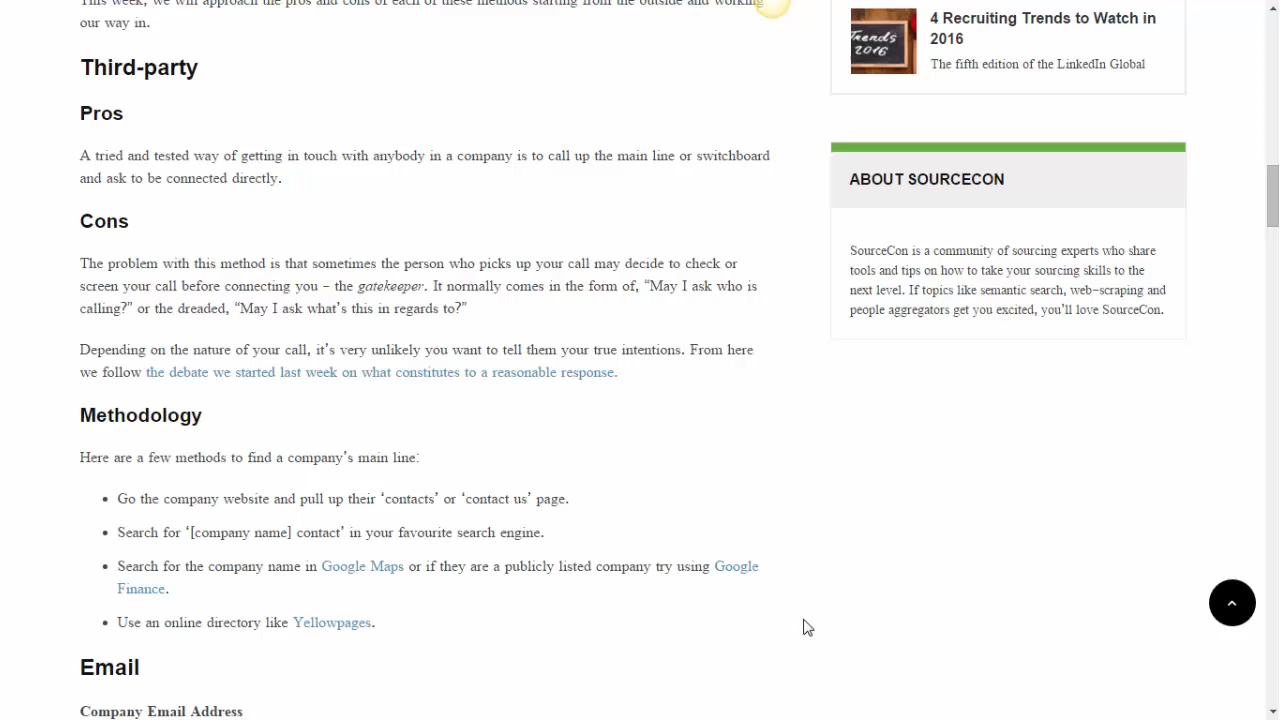 This week, we will approach the pros and cons of each of these methods starting from the outside and working
our way in.
Third-party
Pros
A tried and tested way of getting in touch with anybody in a company is to call up the main line or switchboard
and ask to be connected directly.
Cons
The problem with this method is that sometimes the person who picks up your call may decide to check or
screen your call before connecting you – the gatekeeper. It normally comes in the form of, “May I ask who is
calling?” or the dreaded, “May I ask what’s this in regards to?”
Depending on the nature of your call, it’s very unlikely you want to tell them your true intentions. From here
we follow the debate we started last week on what constitutes to a reasonable response.
Methodology
Here are a few methods to find a company’s main line:
• Go the company website and pull up their ‘contacts’ or ‘contact us’ page.
• Search for ‘[company name] contact’ in your favourite search engine.
• Search for the company name in Google Maps or if they are a publicly listed company try using Google
Finance.
• Use an online directory like Yellowpages.
Email
Company Email Address
Trends
2016
4 Recruiting Trends to Watch in
2016
The fifth edition of the LinkedIn Global
ABOUT SOURCECON
SourceCon is a community of sourcing experts who share
tools and tips on how to take your sourcing skills to the
next level. If topics like semantic search, web-scraping and
people aggregators get you excited, you’ll love SourceCon.